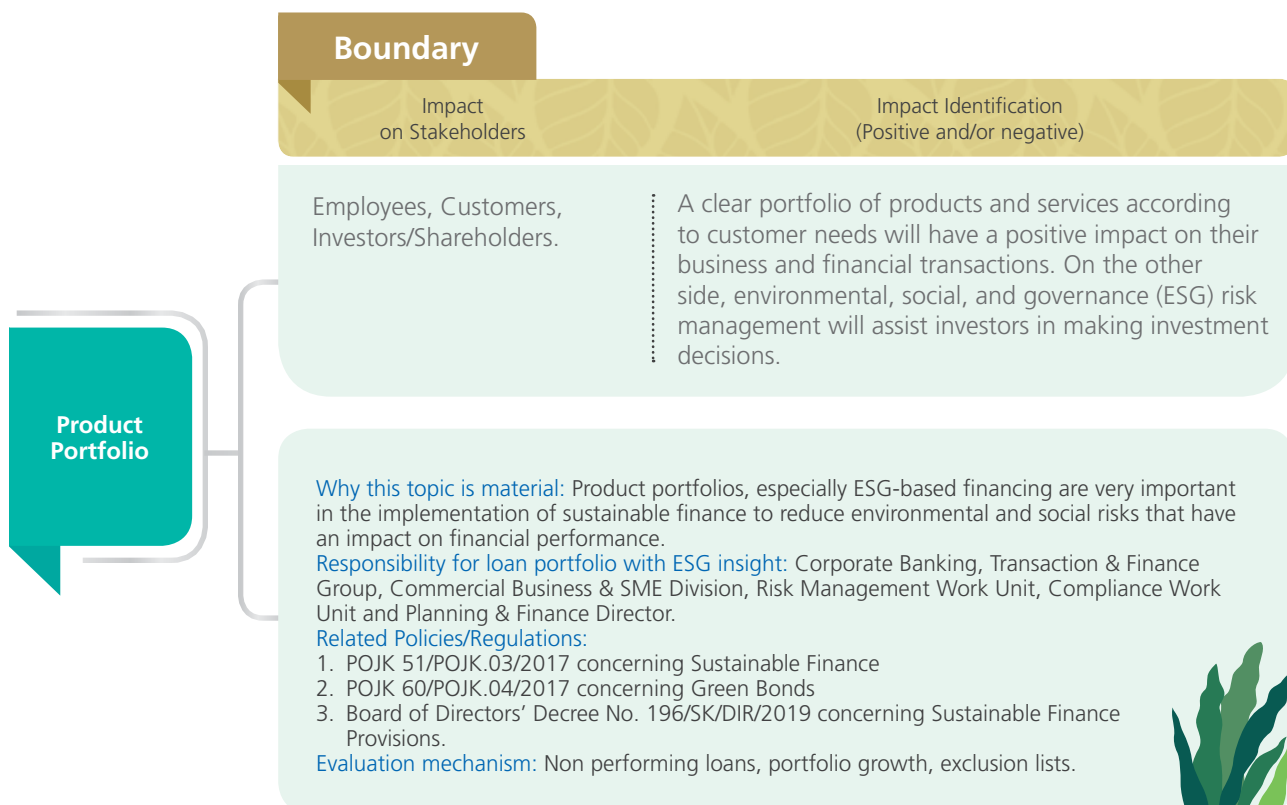 Boundary
Impact
on Stakeholders
Impact Identification
(Positive and/or negative)
Employees, Customers,
Investors/Shareholders.
A clear portfolio of products and services according
to customer needs will have a positive impact on their
business and financial transactions. On the other
side, environmental, social, and governance (ESG) risk
management will assist investors in making investment
decisions.
Product
Portfolio
Why this topic is material: Product portfolios, especially ESG-based financing are very important
in the implementation of sustainable finance to reduce environmental and social risks that have
an impact on financial performance.
Responsibility for loan portfolio with ESG insight: Corporate Banking, Transaction & Finance
Group, Commercial Business & SME Division, Risk Management Work Unit, Compliance Work
Unit and Planning & Finance Director.
Related Policies/Regulations:
1. POJK 51/POJK.03/2017 concerning Sustainable Finance
2. POJK 60/POJK.04/2017 concerning Green Bonds
3. Board of Directors’ Decree No. 196/SK/DIR/2019 concerning Sustainable Finance
Provisions.
Evaluation mechanism: Non performing loans, portfolio growth, exclusion lists.